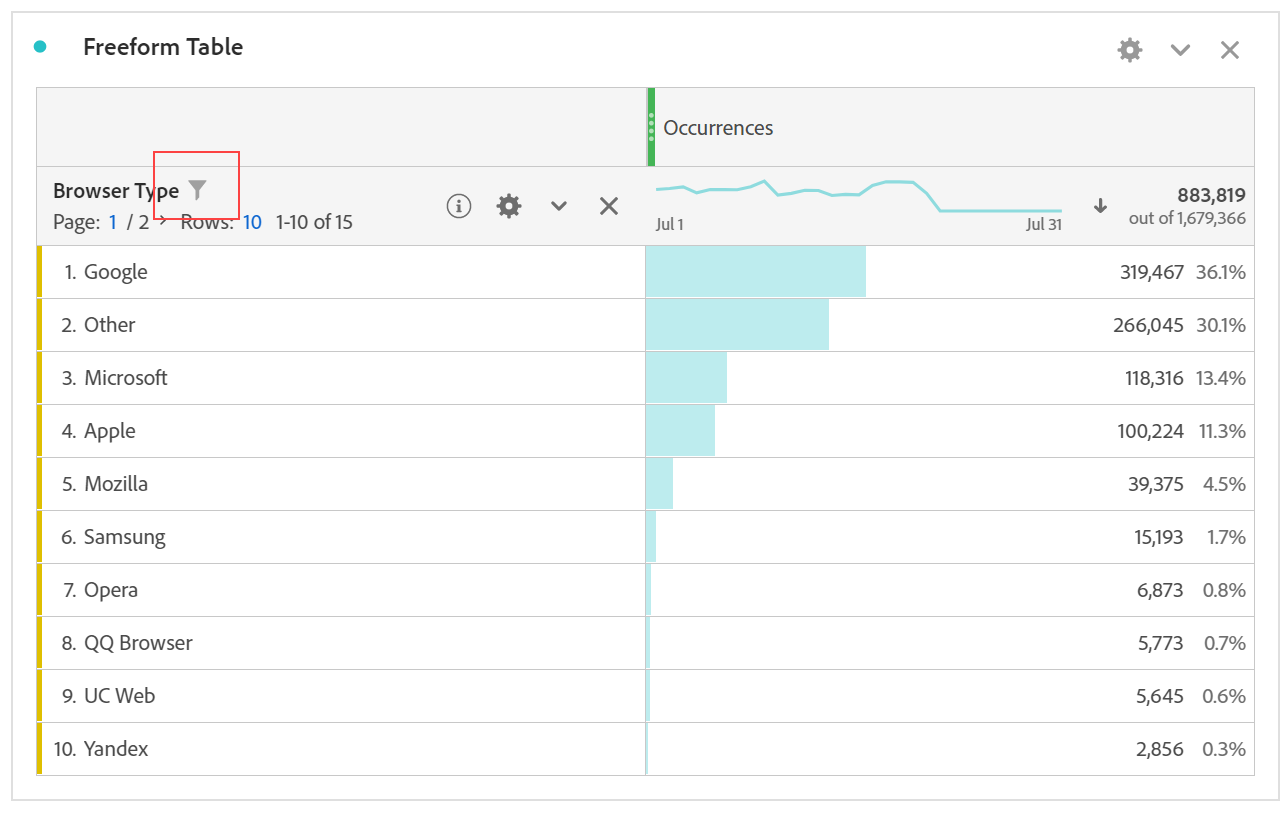 Freeform Table
Occurrences
Browser Type
Page: 1 / 2 > Rows: 10 1-10 of 15
Jul 1
Jul 31
883,819
out of 1,679,366
1. Google 319,467 36.1%
2. Other 266,045 30.1%
3. Microsoft 118,316 13.4%
4. Apple 100,224 11.3%
5. Mozilla 39,375 4.5%
6. Samsung 15,193 1.7%
7. Opera 6,873 0.8%
8. QQ Browser 5,773 0.7%
9. UC Web 5,645 0.6%
10. Yandex 2,856 0.3%